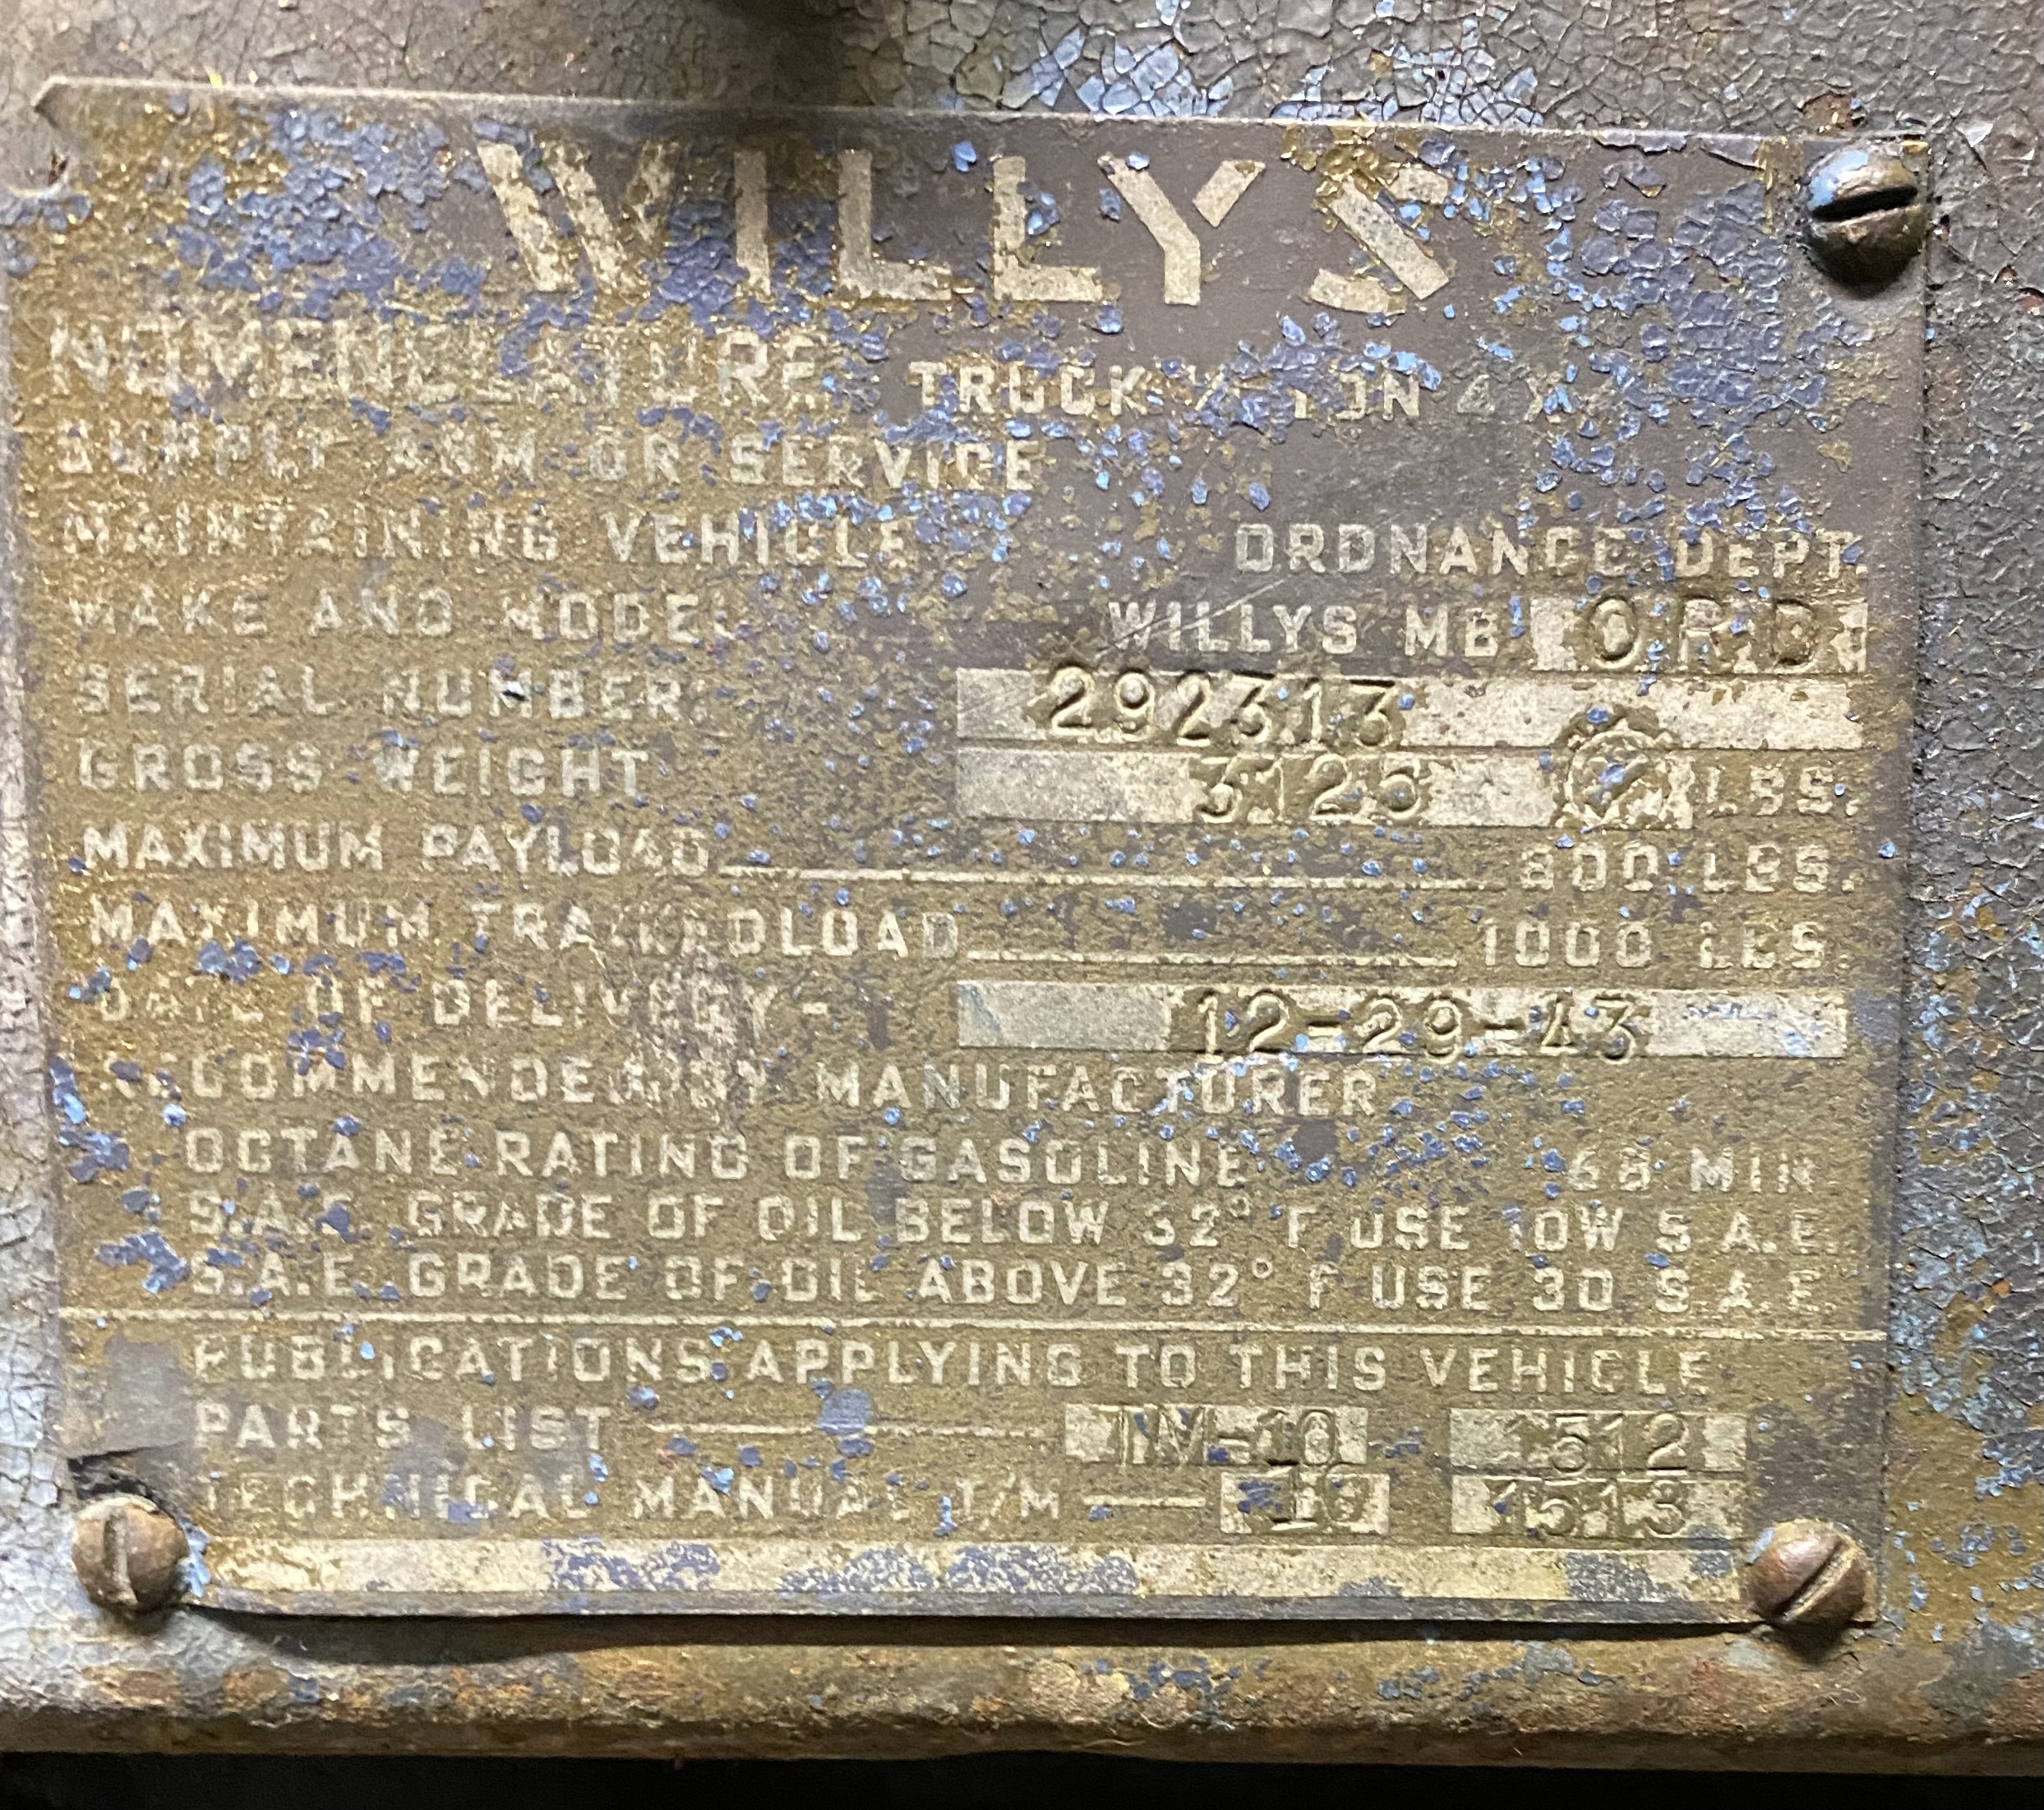 WILLYS
NOMENCLATURE TRUCK ¼ TON 4 X
SUPPLY ARM OR SERVICE
MAINTAINING VEHICLE ORDNANCE DEPT.
MAKE AND MODEL WILLYS MB ORD.
SERIAL NUMBER 292313
GROSS WEIGHT 3125 LBS.
MAXIMUM PAYLOAD 800 LBS.
MAXIMUM TRAILED LOAD 1000 LBS.
DATE OF DELIVERY - 12-29-43
RECOMMENDED BY MANUFACTURER
OCTANE RATING OF GASOLINE 68 MIN
S.A.E. GRADE OF OIL BELOW 32° F USE 10W S.A.E.
S.A.E. GRADE OF OIL ABOVE 32° F USE 30 S.A.E.
PUBLICATIONS APPLYING TO THIS VEHICLE
PARTS LIST TM-10 1512
TECHNICAL MANUAL T/M 10 1513